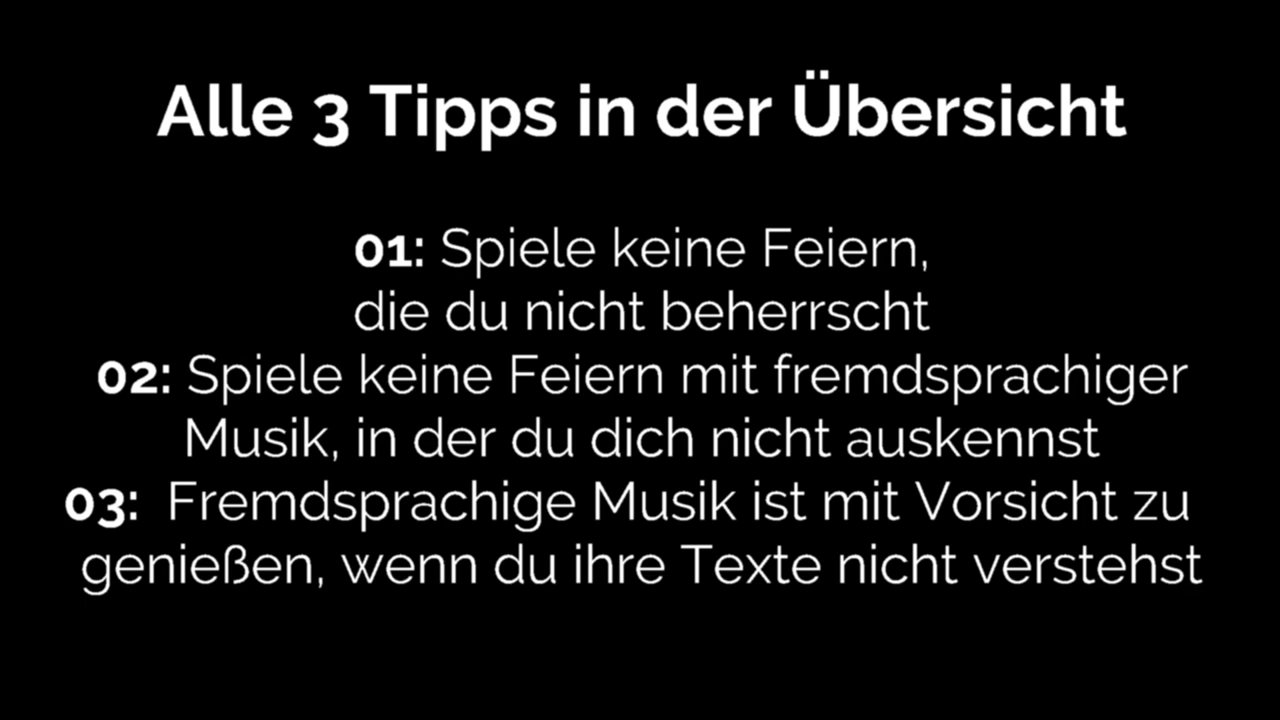 Alle 3 Tipps in der Übersicht
01: Spiele keine Feiern,
die du nicht beherrscht
02: Spiele keine Feiern mit fremdsprachiger
Musik, in der du dich nicht auskennst
03: Fremdsprachige Musik ist mit Vorsicht zu
genießen, wenn du ihre Texte nicht verstehst